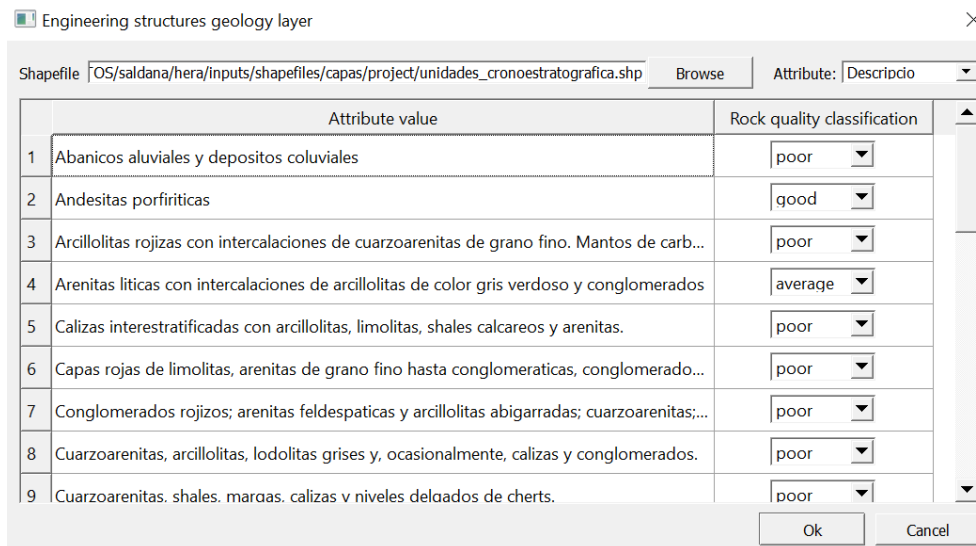 Engineering structures geology layer
Shapefile TOS/saldana/hera/inputs/shapefiles/capas/project/unidades_cronoestratografica.shp Browse Attribute: Descripcio
Attribute value Rock quality classification
1 Abanicos aluviales y depositos coluviales poor
2 Andesitas porfiriticas good
3 Arcillolitas rojizas con intercalaciones de cuarzoarenitas de grano fino. Mantos de carb... poor
4 Arenitas liticas con intercalaciones de arcillolitas de color gris verdoso y conglomerados average
5 Calizas interestratificadas con arcillolitas, limolitas, shales calcareos y arenitas. poor
6 Capas rojas de limolitas, arenitas de grano fino hasta conglomeraticas, conglomerado... poor
7 Conglomerados rojizos; arenitas feldespaticas y arcillolitas abigarradas; cuarzoarenitas;... poor
8 Cuarzoarenitas, arcillolitas, lodolitas grises y, ocasionalmente, calizas y conglomerados. poor
9 Cuarzoarenitas, shales, margas, calizas y niveles delgados de cherts. poor
Ok Cancel